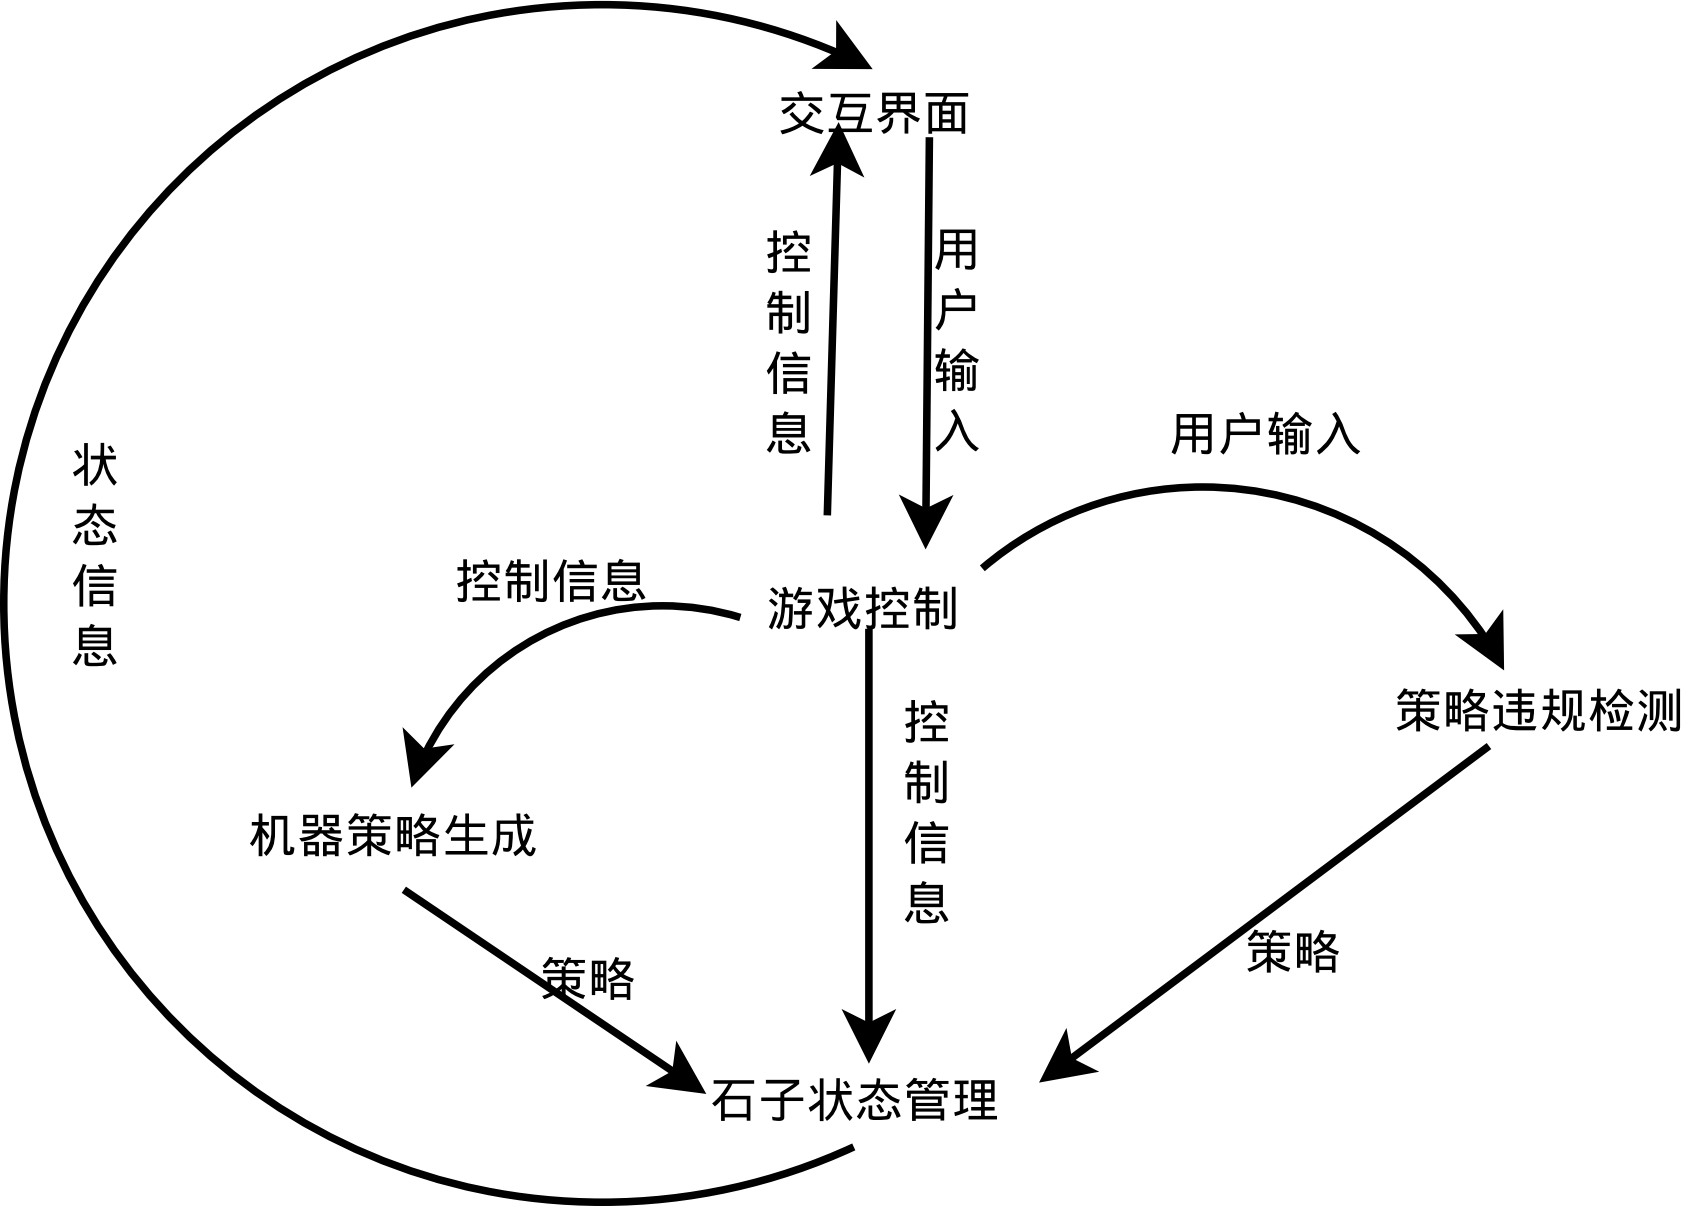 交互界面
控制信息
用户输入
用户输入
状态信息
控制信息
游戏控制
策略违规检测
控制信息
机器策略生成
策略
策略
石子状态管理